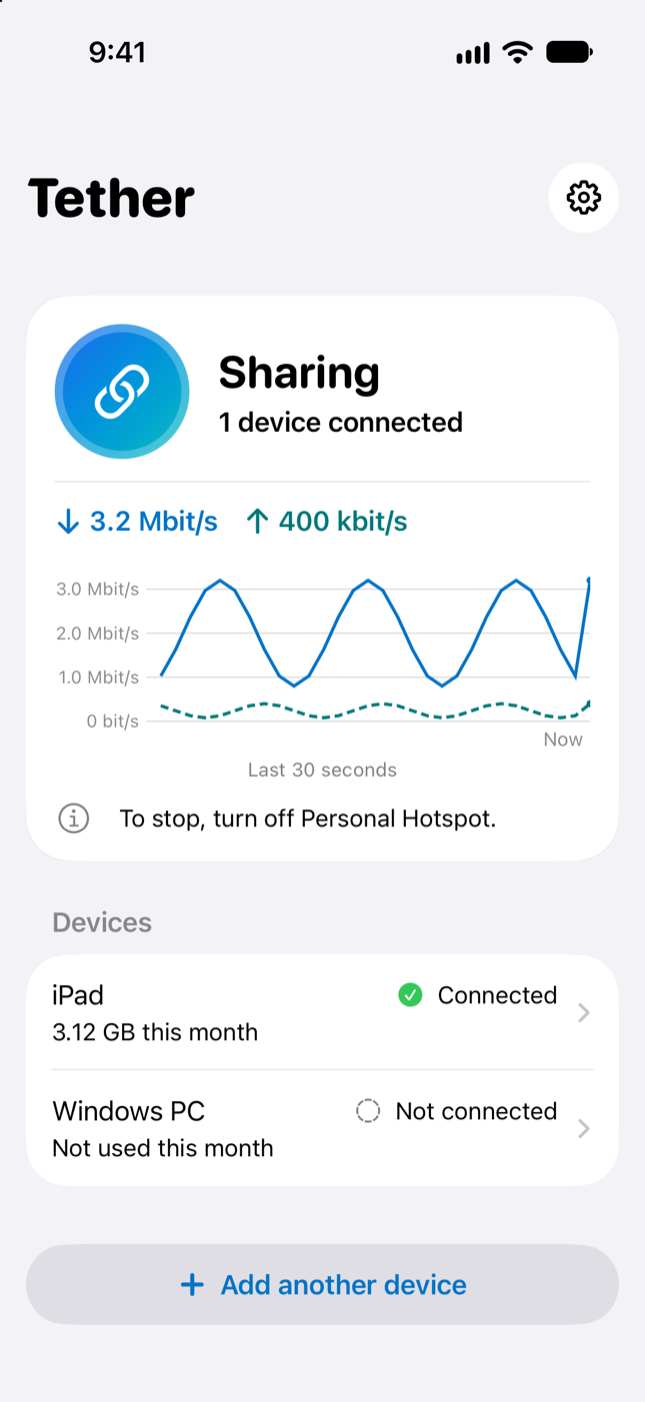 9:41
Tether
Sharing
1 device connected
↓ 3.2 Mbit/s ↑ 400 kbit/s
3.0 Mbit/s
2.0 Mbit/s
1.0 Mbit/s
0 bit/s
Now
Last 30 seconds
To stop, turn off Personal Hotspot.
Devices
iPad Connected
3.12 GB this month
Windows PC Not connected
Not used this month
+ Add another device